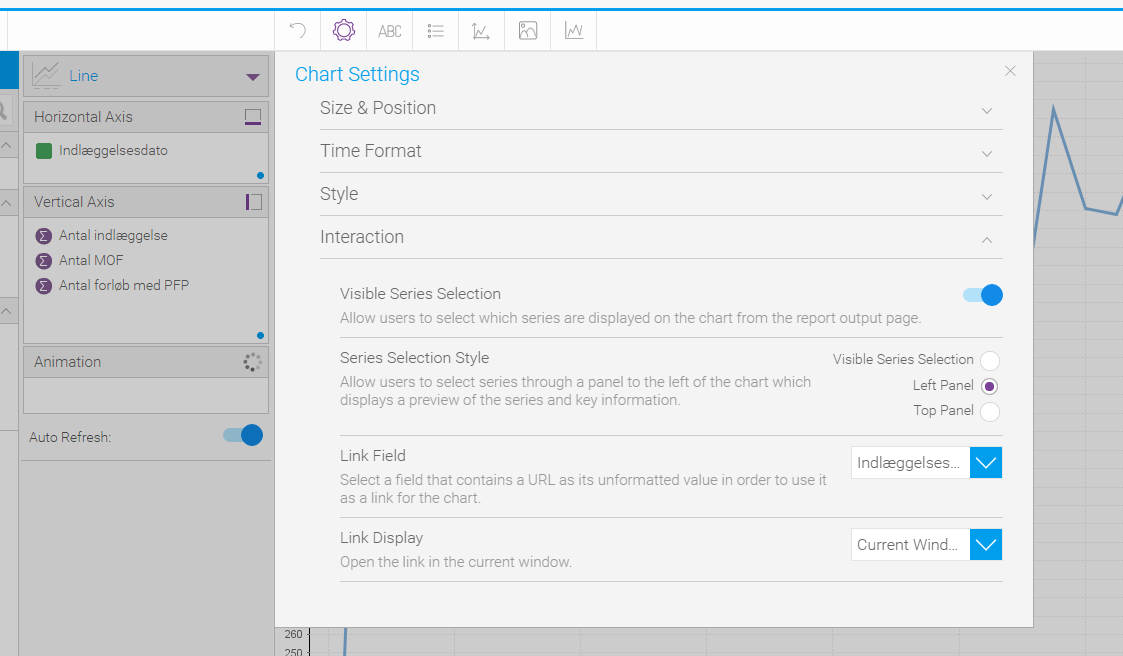 ABC
Line
Horizontal Axis
Indlæggelsesdato
Vertical Axis
Antal indlæggelse
Antal MOF
Antal forløb med PFP
Animation
Auto Refresh:
Chart Settings
Size & Position
Time Format
Style
Interaction
Visible Series Selection
Allow users to select which series are displayed on the chart from the report output page.
Series Selection Style
Allow users to select series through a panel to the left of the chart which
displays a preview of the series and key information.
Visible Series Selection
Left Panel
Top Panel
Link Field
Select a field that contains a URL as its unformatted value in order to use it
as a link for the chart.
Indlæggelses...
Link Display
Open the link in the current window.
Current Wind...
260
250